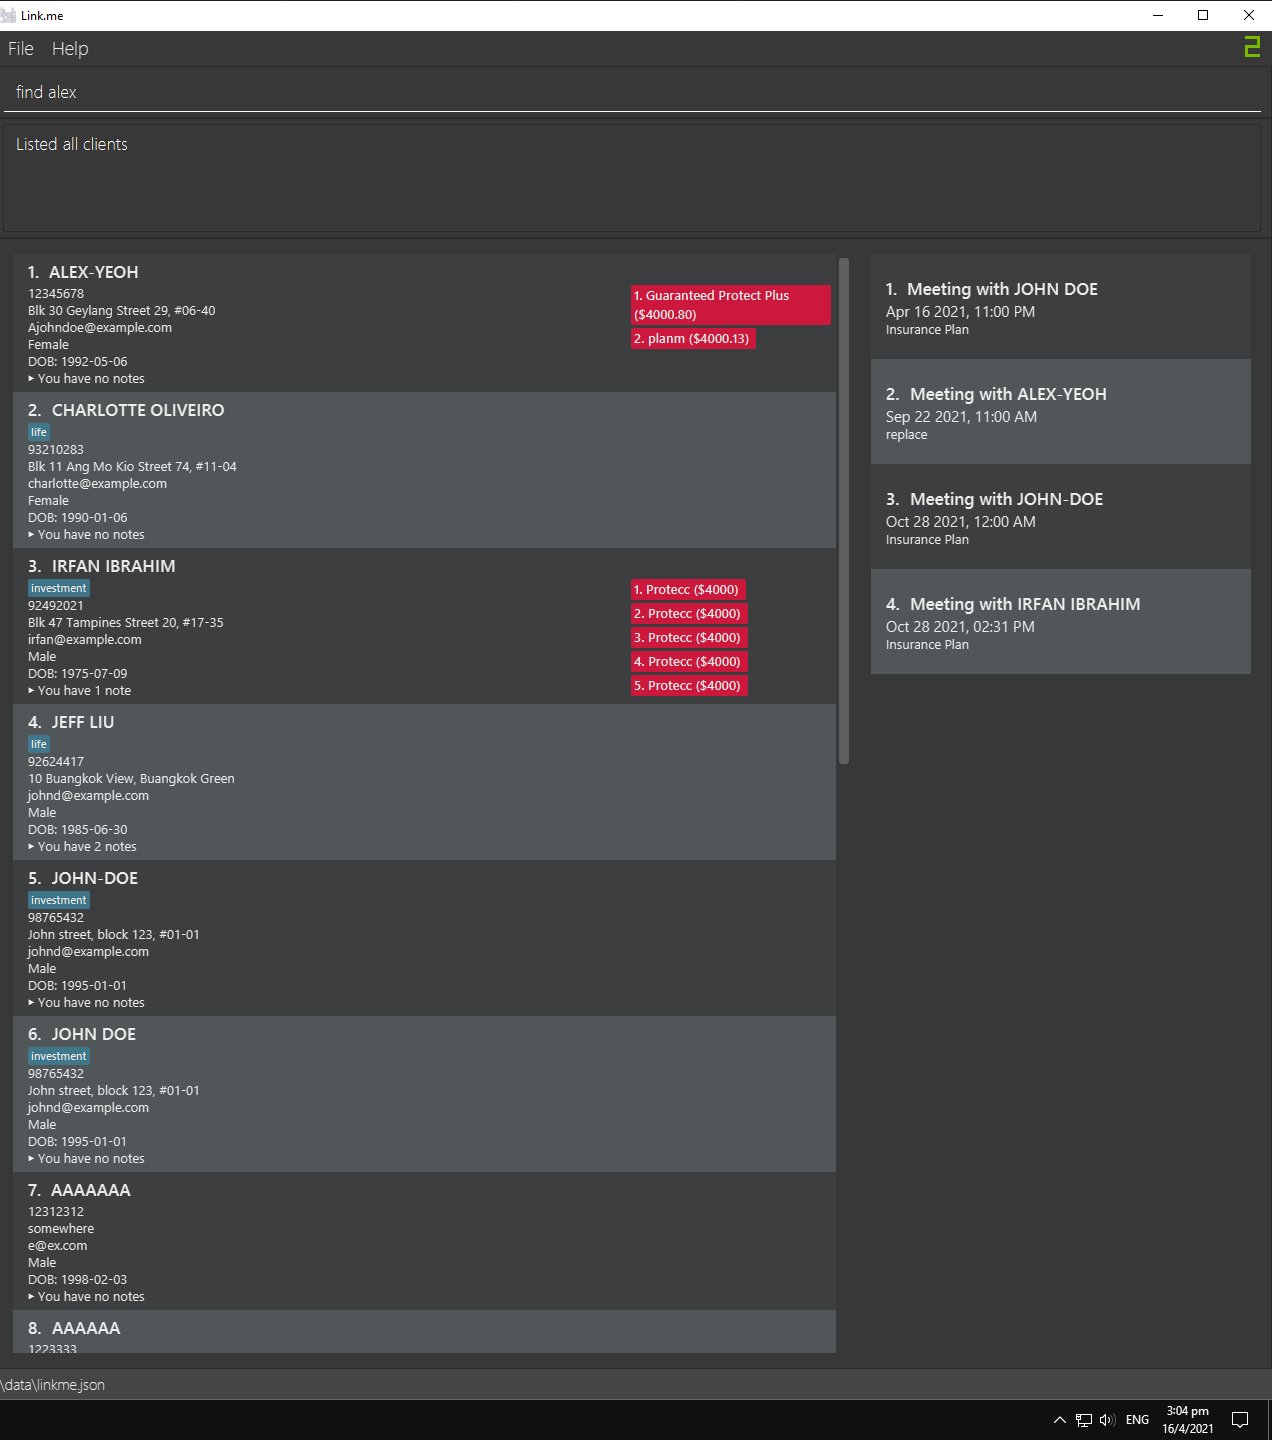 Link.me
File Help
2
find alex
Listed all clients
1. ALEX-YEOH
12345678
Blk 30 Geylang Street 29, #06-40
Ajohndoe@example.com
Female
DOB: 1992-05-06
You have no notes
1. Guaranteed Protect Plus
($4000.80)
2. planm ($4000.13)
2. CHARLOTTE OLIVEIRO
life
93210283
Blk 11 Ang Mo Kio Street 74, #11-04
charlotte@example.com
Female
DOB: 1990-01-06
You have no notes
3. IRFAN IBRAHIM
investment
92492021
Blk 47 Tampines Street 20, #17-35
irfan@example.com
Male
DOB: 1975-07-09
You have 1 note
1. Protecc ($4000)
2. Protecc ($4000)
3. Protecc ($4000)
4. Protecc ($4000)
5. Protecc ($4000)
4. JEFF LIU
life
92624417
10 Buangkok View, Buangkok Green
johnd@example.com
Male
DOB: 1985-06-30
You have 2 notes
5. JOHN-DOE
investment
98765432
John street, block 123, #01-01
johnd@example.com
Male
DOB: 1995-01-01
You have no notes
6. JOHN DOE
investment
98765432
John street, block 123, #01-01
johnd@example.com
Male
DOB: 1995-01-01
You have no notes
7. AAAAAAA
12312312
somewhere
e@ex.com
Male
DOB: 1998-02-03
You have no notes
8. AAAAAA
1223333
1. Meeting with JOHN DOE
Apr 16 2021, 11:00 PM
Insurance Plan
2. Meeting with ALEX-YEOH
Sep 22 2021, 11:00 AM
replace
3. Meeting with JOHN-DOE
Oct 28 2021, 12:00 AM
Insurance Plan
4. Meeting with IRFAN IBRAHIM
Oct 28 2021, 02:31 PM
Insurance Plan
\data\linkme.json
ENG
3:04 pm
16/4/2021